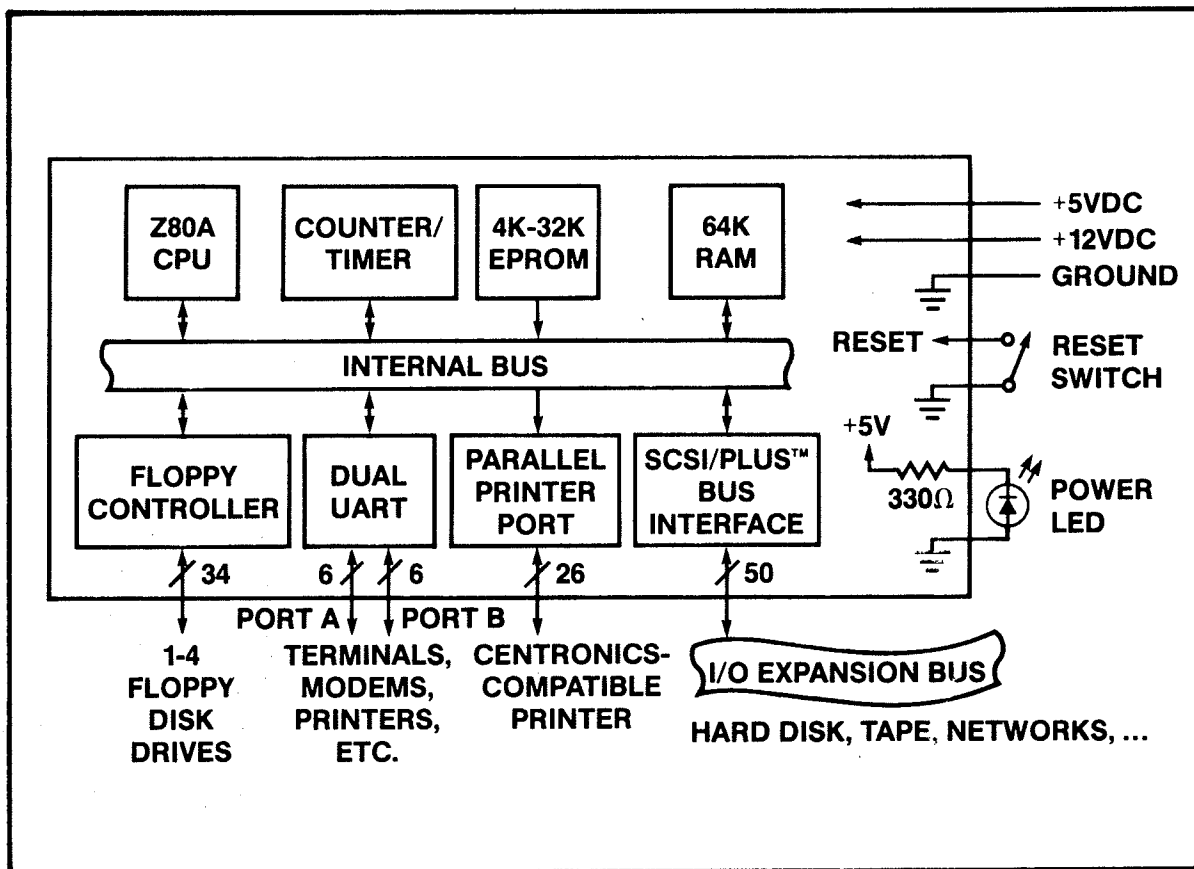 Z80A
CPU
COUNTER/
TIMER
4K-32K
EPROM
64K
RAM
+5VDC
+12VDC
GROUND
INTERNAL BUS
RESET
RESET
SWITCH
FLOPPY
CONTROLLER
DUAL
UART
PARALLEL
PRINTER
PORT
SCSI/PLUS™
BUS
INTERFACE
+5V
330Ω
POWER
LED
34
6
6
26
50
PORT A
PORT B
1-4
FLOPPY
DISK
DRIVES
TERMINALS,
MODEMS,
PRINTERS,
ETC.
CENTRONICS-
COMPATIBLE
PRINTER
I/O EXPANSION BUS
HARD DISK, TAPE, NETWORKS, ...